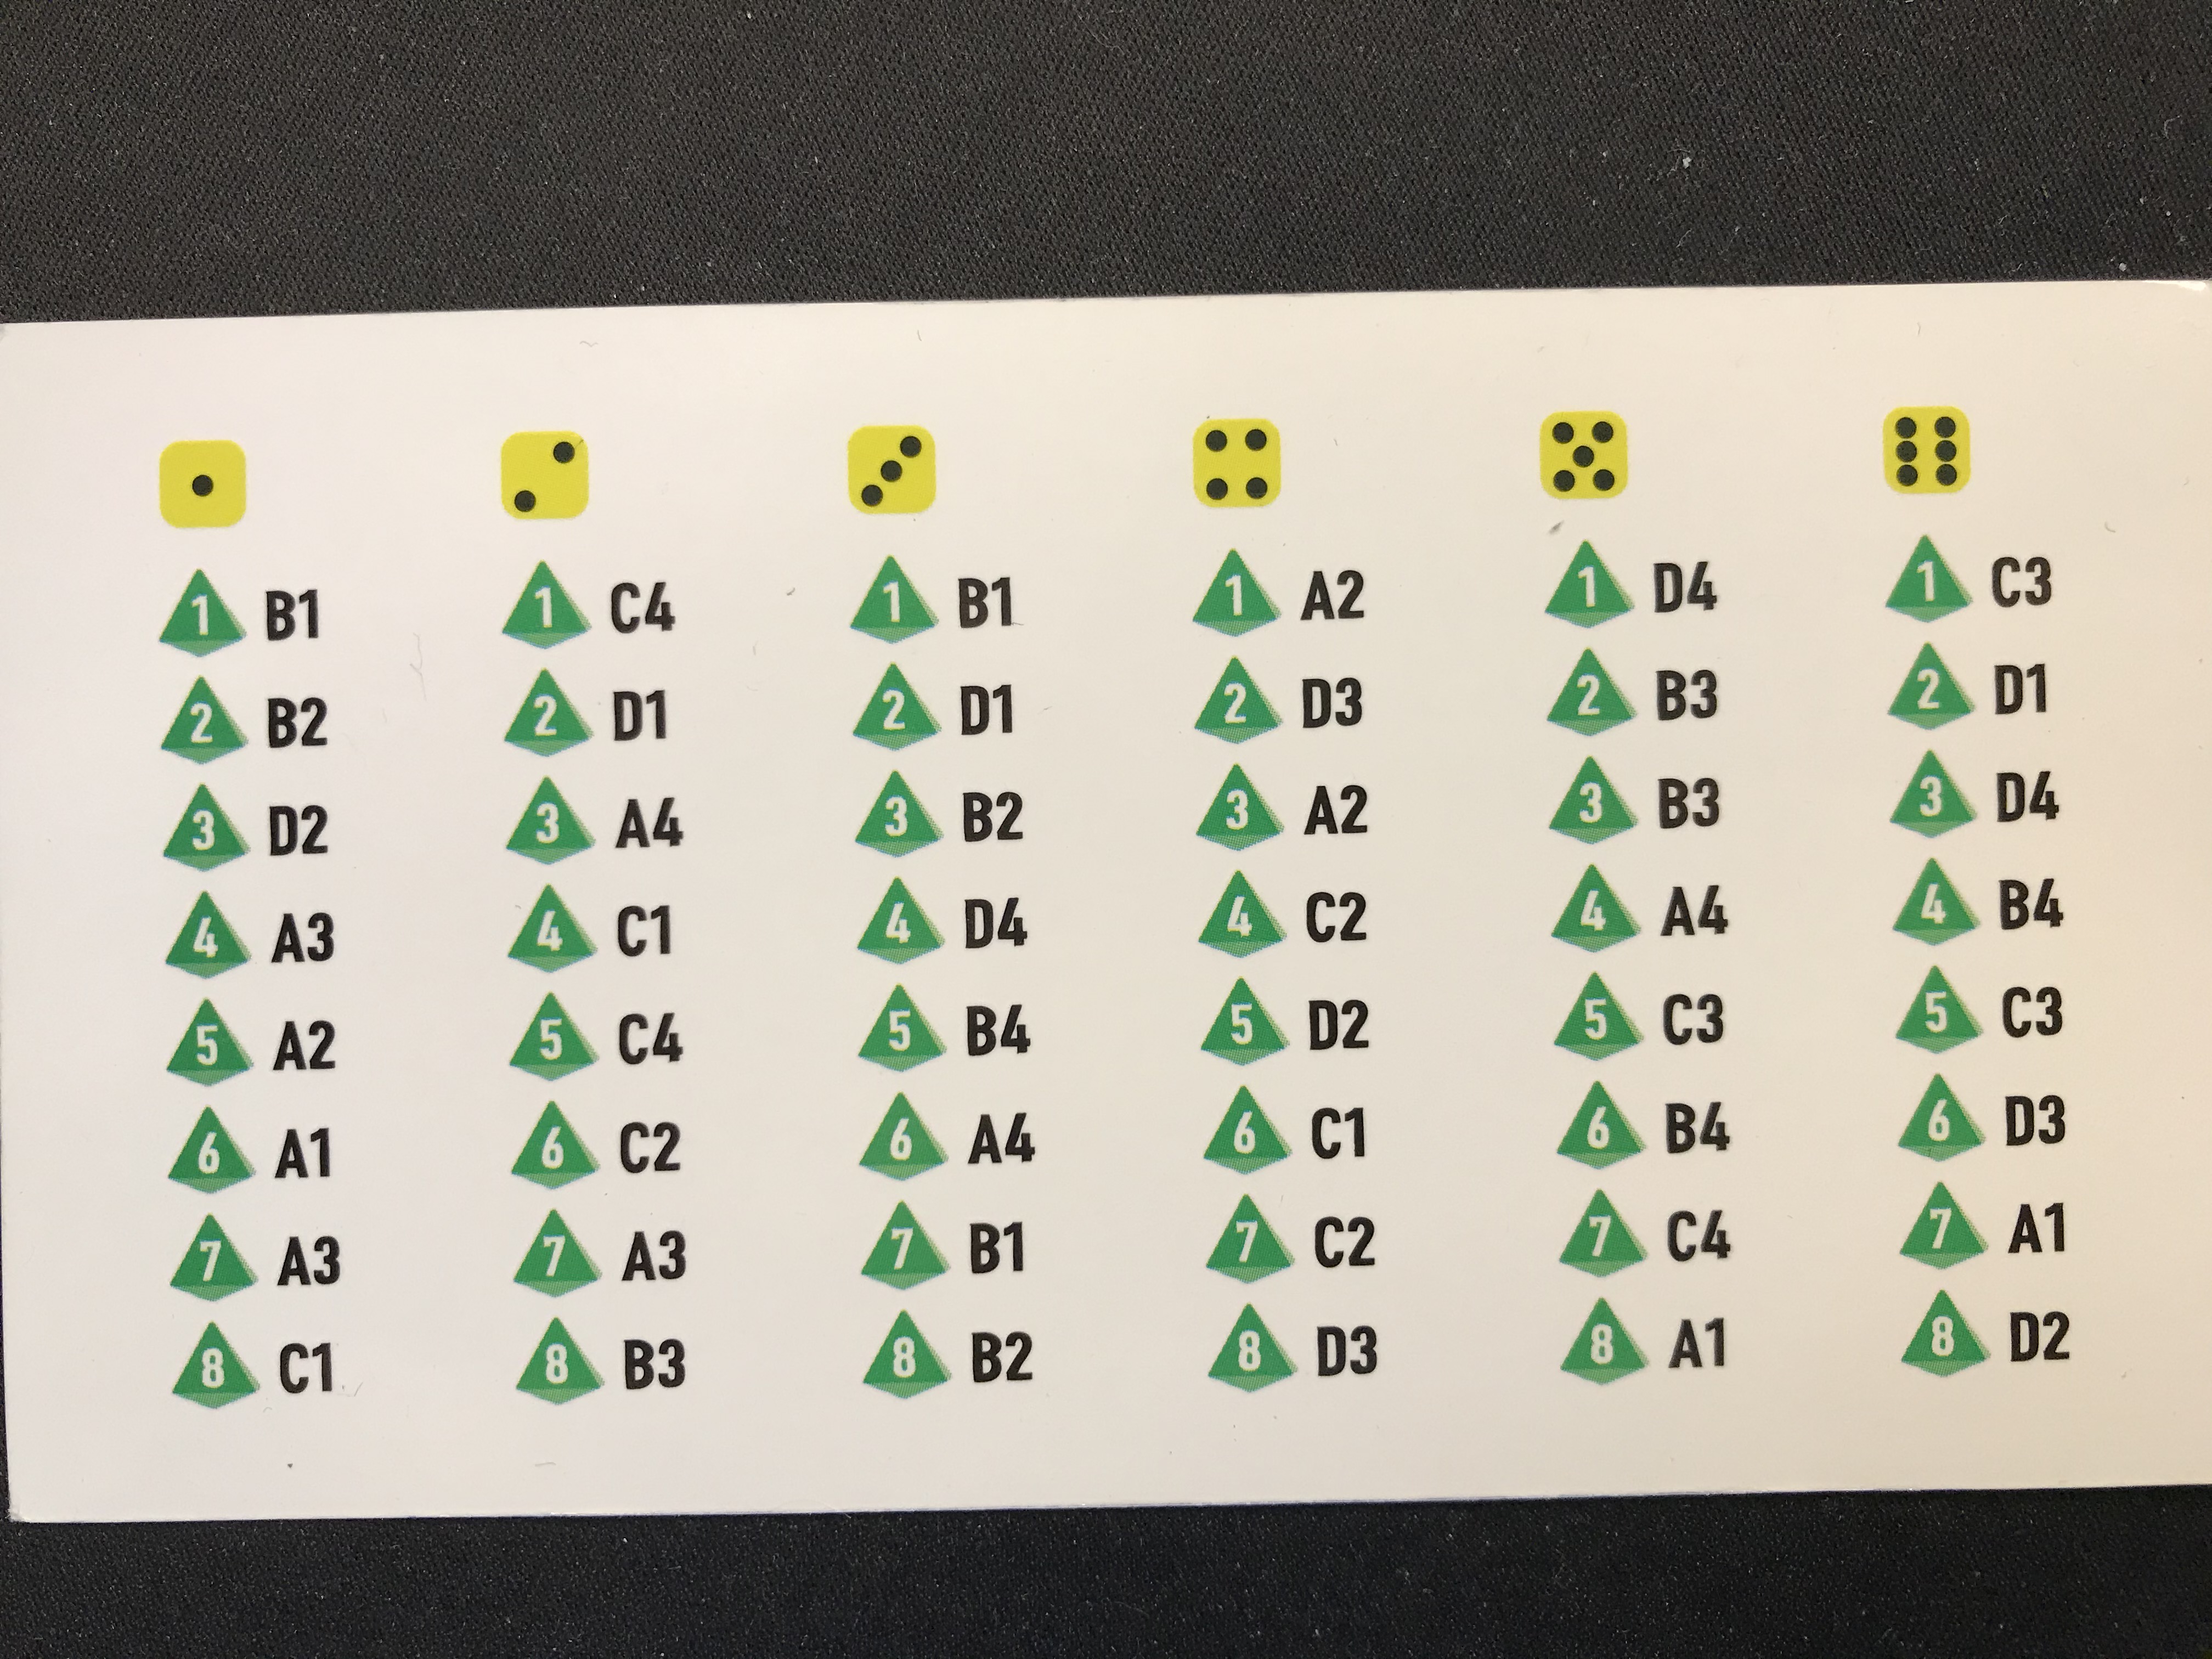 1 B1 1 C4 1 B1 1 A2 1 D4 1 C3
2 B2 2 D1 2 D1 2 D3 2 B3 2 D1
3 D2 3 A4 3 B2 3 A2 3 B3 3 D4
4 A3 4 C1 4 D4 4 C2 4 A4 4 B4
5 A2 5 C4 5 B4 5 D2 5 C3 5 C3
6 A1 6 C2 6 A4 6 C1 6 B4 6 D3
7 A3 7 A3 7 B1 7 C2 7 C4 7 A1
8 C1 8 B3 8 B2 8 D3 8 A1 8 D2